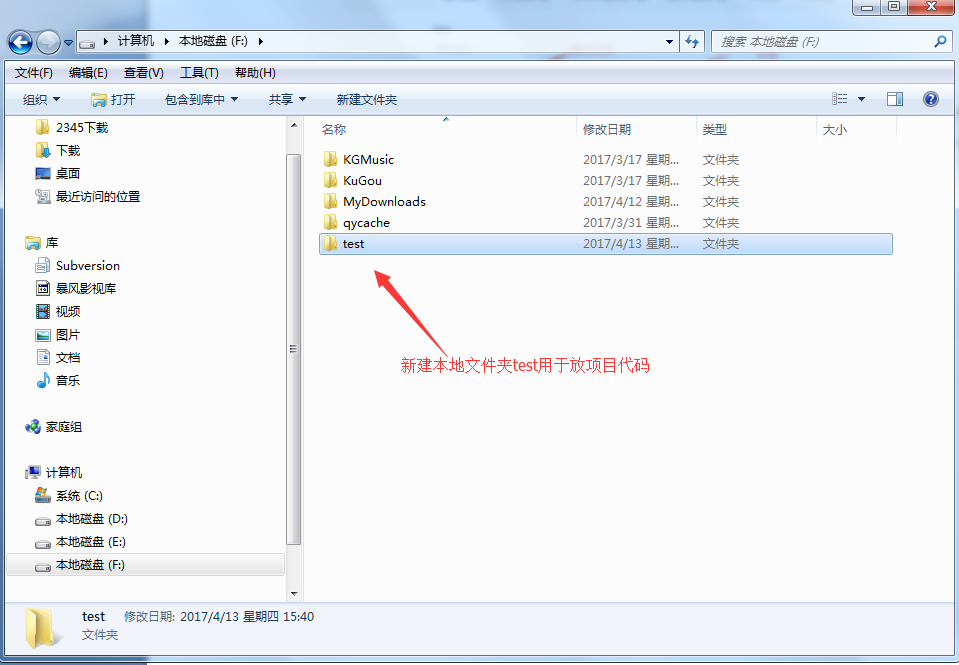 计算机 本地磁盘 (F:)
搜索 本地磁盘 (F:)
文件(F) 编辑(E) 查看(V) 工具(T) 帮助(H)
组织 打开 包含到库中 共享 新建文件夹
2345下载
下载
桌面
最近访问的位置
库
Subversion
暴风影视库
视频
图片
文档
音乐
家庭组
计算机
系统 (C:)
本地磁盘 (D:)
本地磁盘 (E:)
本地磁盘 (F:)
名称 修改日期 类型 大小
KGMusic 2017/3/17 星期... 文件夹
KuGou 2017/3/17 星期... 文件夹
MyDownloads 2017/4/12 星期... 文件夹
qycache 2017/3/31 星期... 文件夹
test 2017/4/13 星期... 文件夹
新建本地文件夹test用于放项目代码
test 修改日期: 2017/4/13 星期四 15:40
文件夹